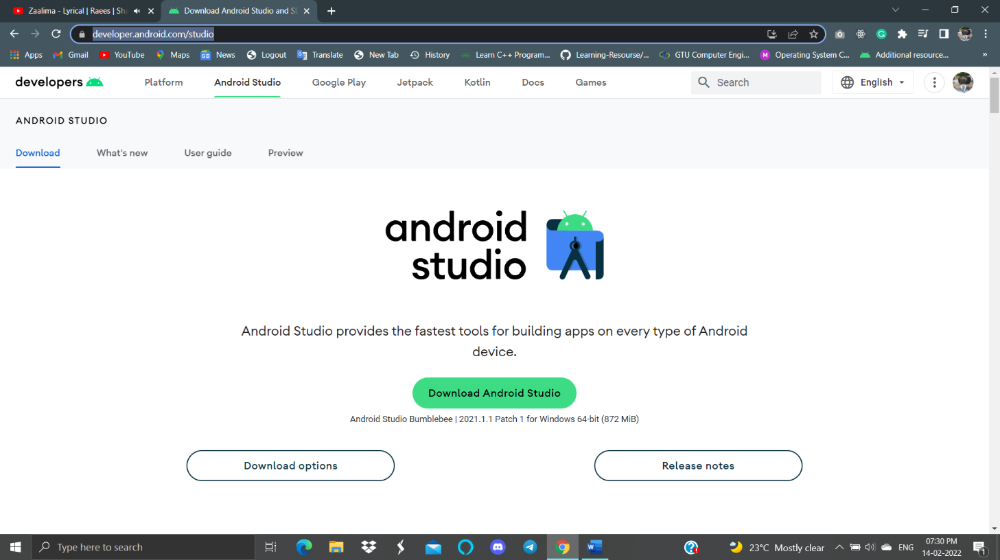 Zaalima - Lyrical | Raees | Sha
Download Android Studio and SD
developer.android.com/studio
Apps Gmail YouTube Maps News Logout Translate New Tab History Learn C++ Program... Learning-Resourse/... GTU Computer Engi... M Operating System C... Additional resource... »
developers Platform Android Studio Google Play Jetpack Kotlin Docs Games Search English
ANDROID STUDIO
Download What's new User guide Preview
android
studio
Android Studio provides the fastest tools for building apps on every type of Android
device.
Download Android Studio
Android Studio Bumblebee | 2021.1.1 Patch 1 for Windows 64-bit (872 MiB)
Download options Release notes
Type here to search 23°C Mostly clear ENG
07:30 PM
14-02-2022
1